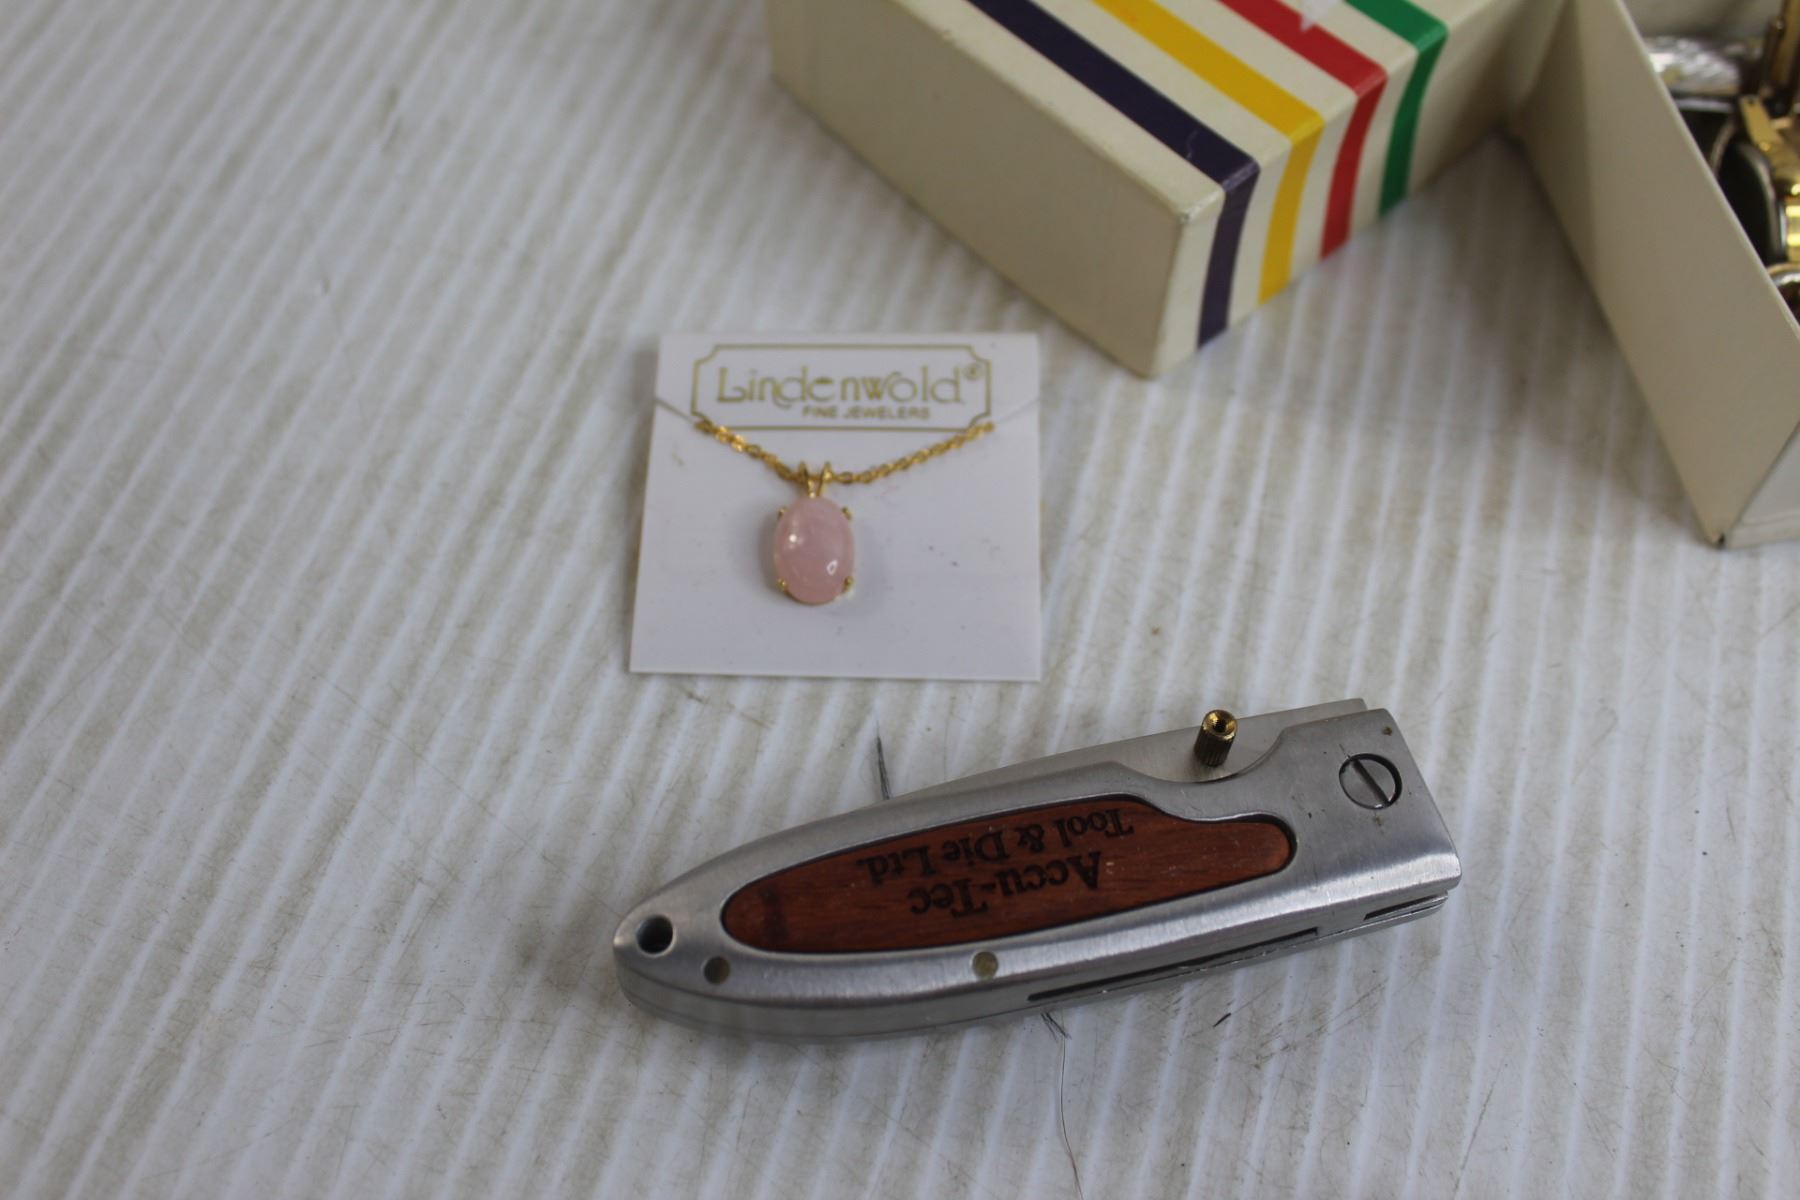 Lindenwold®
FINE JEWELERS
Accu-Tec
Tool & Die Ltd.